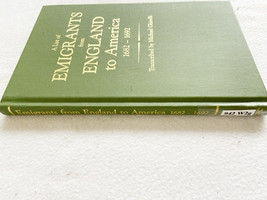 A List of
EMIGRANTS
from
ENGLAND
to America
1682 - 1692
Transcribed by Michael Ghirelli
Emigrants from England to America 1682 - 1692